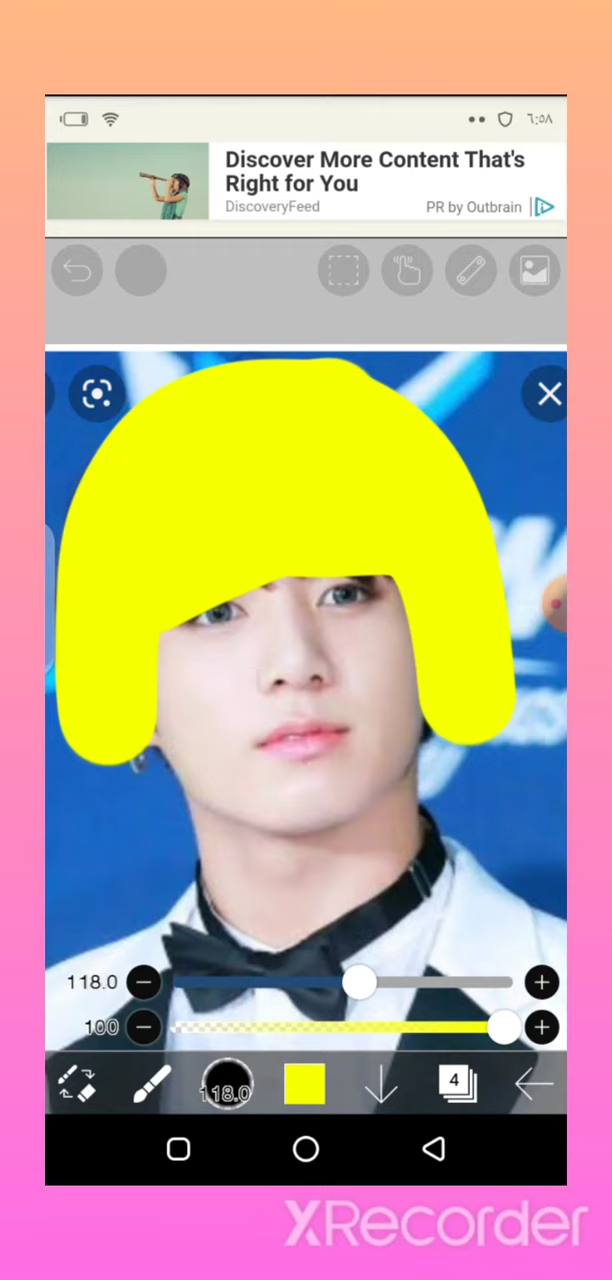 ٦:٥٨
Discover More Content That's
Right for You
DiscoveryFeed
PR by Outbrain
118.0
100
118.0
4
XRecorder